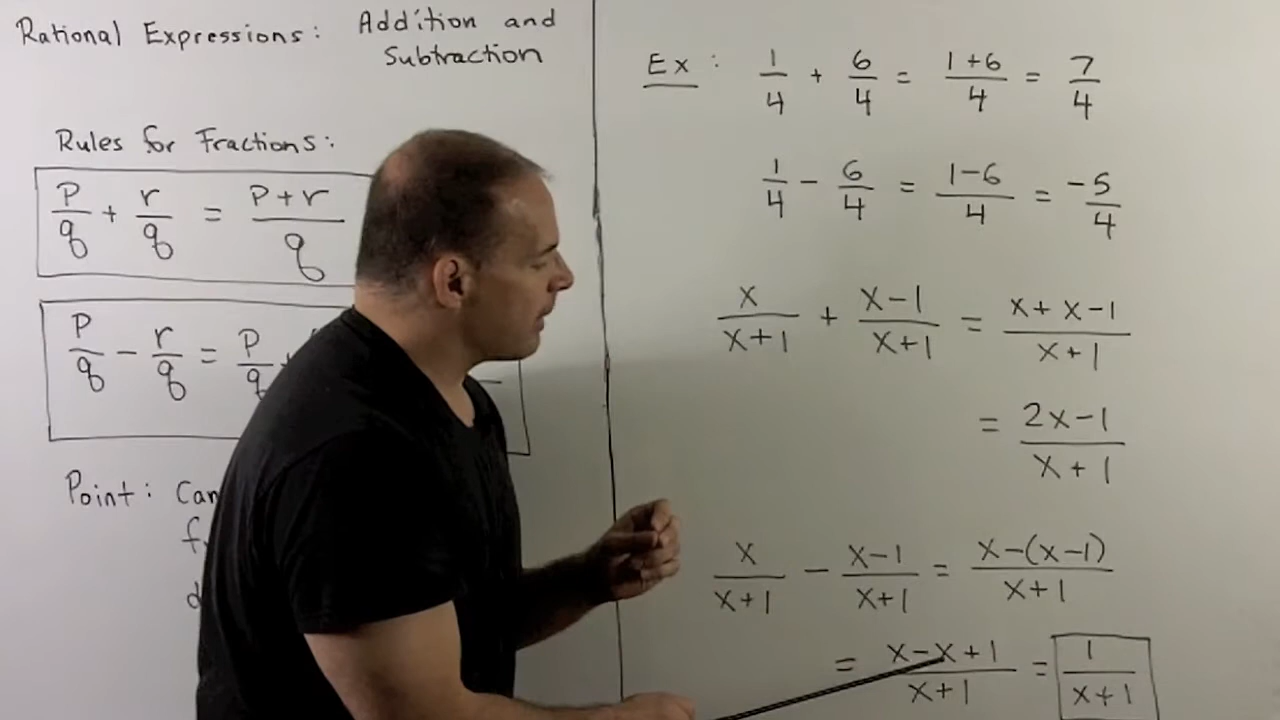 Rational Expressions: Addition and
Subtraction
Rules for Fractions:
p/q + r/q = p+r/q
p/q - r/q = p/q
Point: Can
Ex: 1/4 + 6/4 = 1+6/4 = 7/4
1/4 - 6/4 = 1-6/4 = -5/4
x/x+1 + x-1/x+1 = x+x-1/x+1
= 2x-1/x+1
x/x+1 - x-1/x+1 = x-(x-1)/x+1
= x-x+1/x+1 = 1/x+1